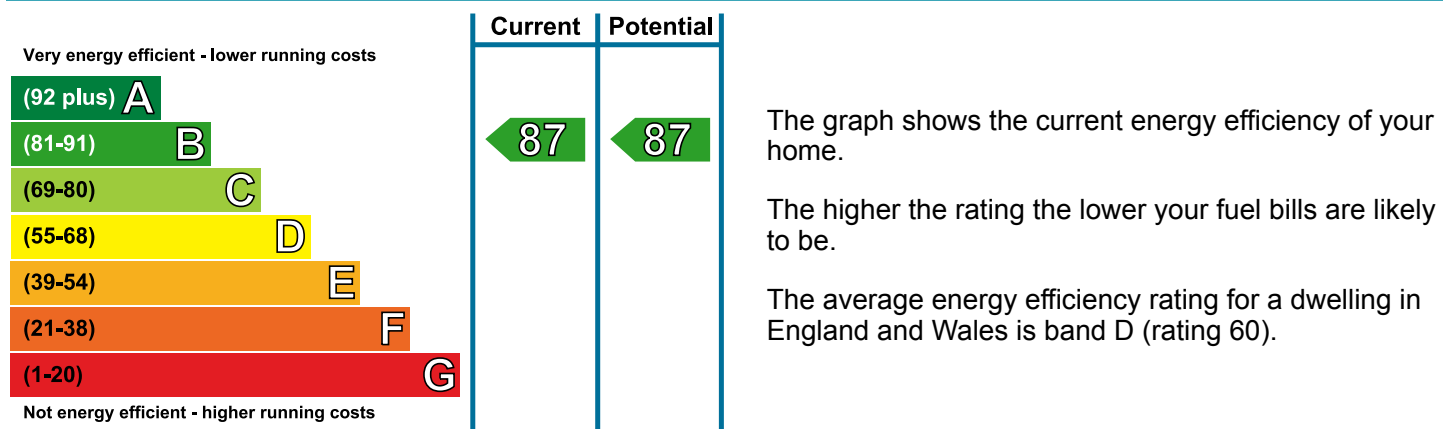 Current Potential
Very energy efficient - lower running costs
(92 plus) A
(81-91) B
87 87
(69-80) C
(55-68) D
(39-54) E
(21-38) F
(1-20) G
Not energy efficient - higher running costs
The graph shows the current energy efficiency of your
home.
The higher the rating the lower your fuel bills are likely
to be.
The average energy efficiency rating for a dwelling in
England and Wales is band D (rating 60).